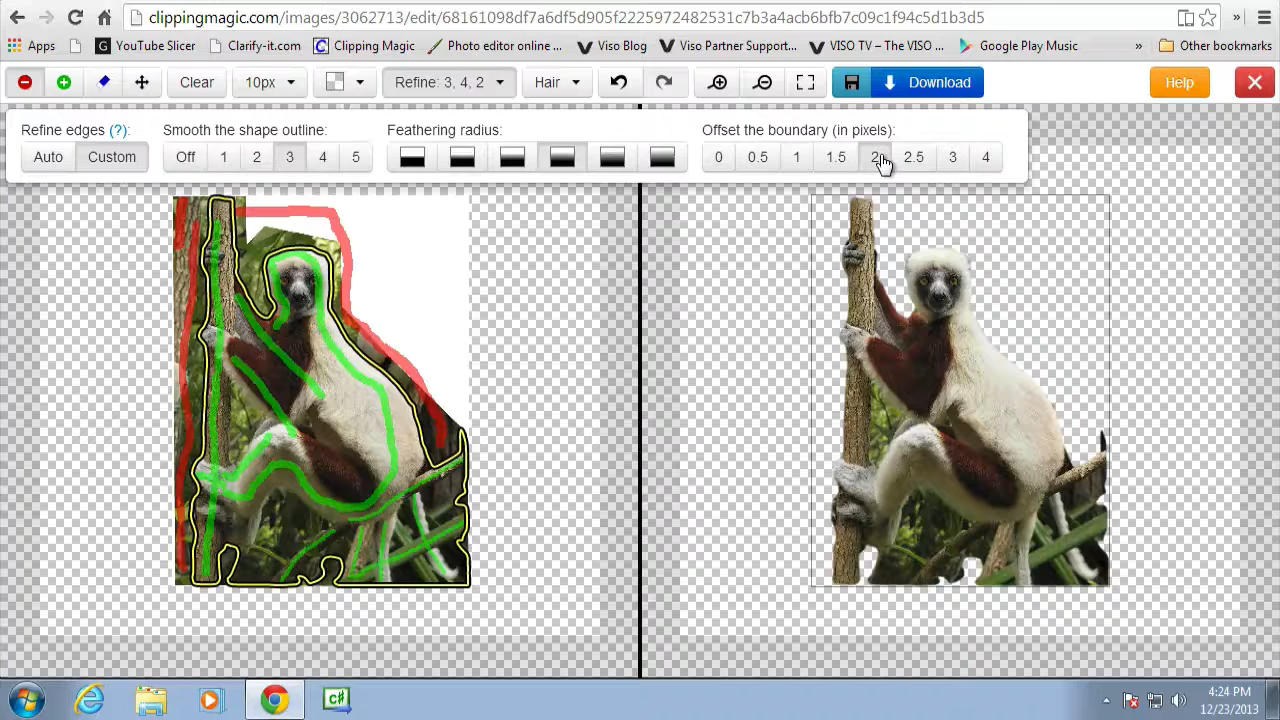 clippingmagic.com/images/3062713/edit/68161098df7a6df5d905f2225972482531c7b3a4acb6bfb7c09c1f94c5d1b3d5
Apps G YouTube Slicer Clarify-it.com C Clipping Magic Photo editor online ... Viso Blog Viso Customer Support... VISO TV – The VISO ... Google Play Music » Other bookmarks
Clear 10px Refine: 3, 4, 2 Hair Download Help
Refine edges (?): Smooth the shape outline: Feathering radius: Offset the boundary (in pixels):
Auto Custom Off 1 2 3 4 5 0 0.5 1 1.5 2 2.5 3 4
C#
4:24 PM
12/23/2013